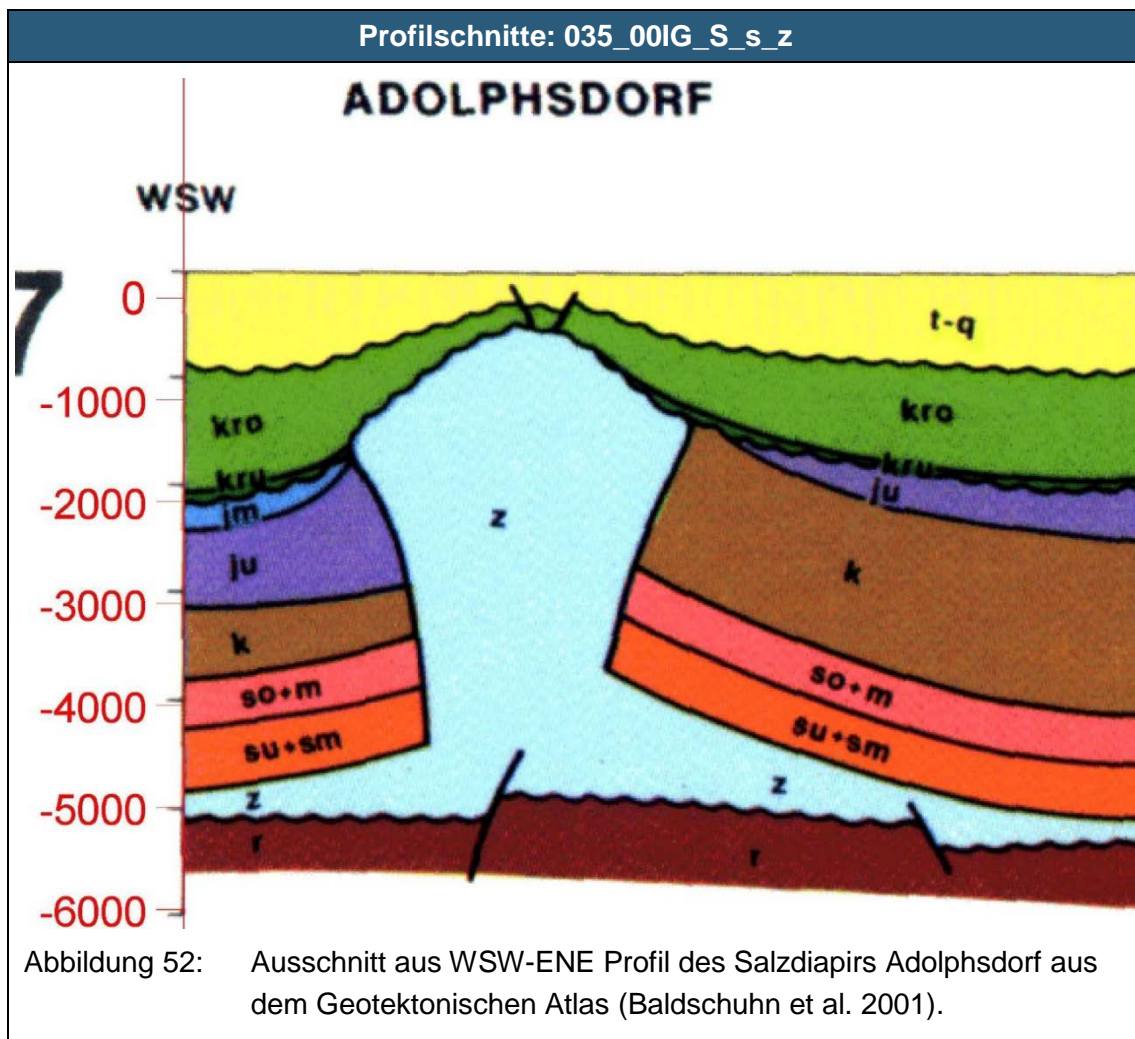 Profilschnitte: 035_00IG_S_s_z
ADOLPHSDORF
WSW
7
0
t-q
-1000
kro
kro
kru
kru
-2000
jm
ju
z
ju
k
-3000
k
so+m
so+m
-4000
su+sm
su+sm
z
z
-5000
r
r
-6000
Abbildung 52: Ausschnitt aus WSW-ENE Profil des Salzdiapirs Adolphsdorf aus
dem Geotektonischen Atlas (Baldschuhn et al. 2001).